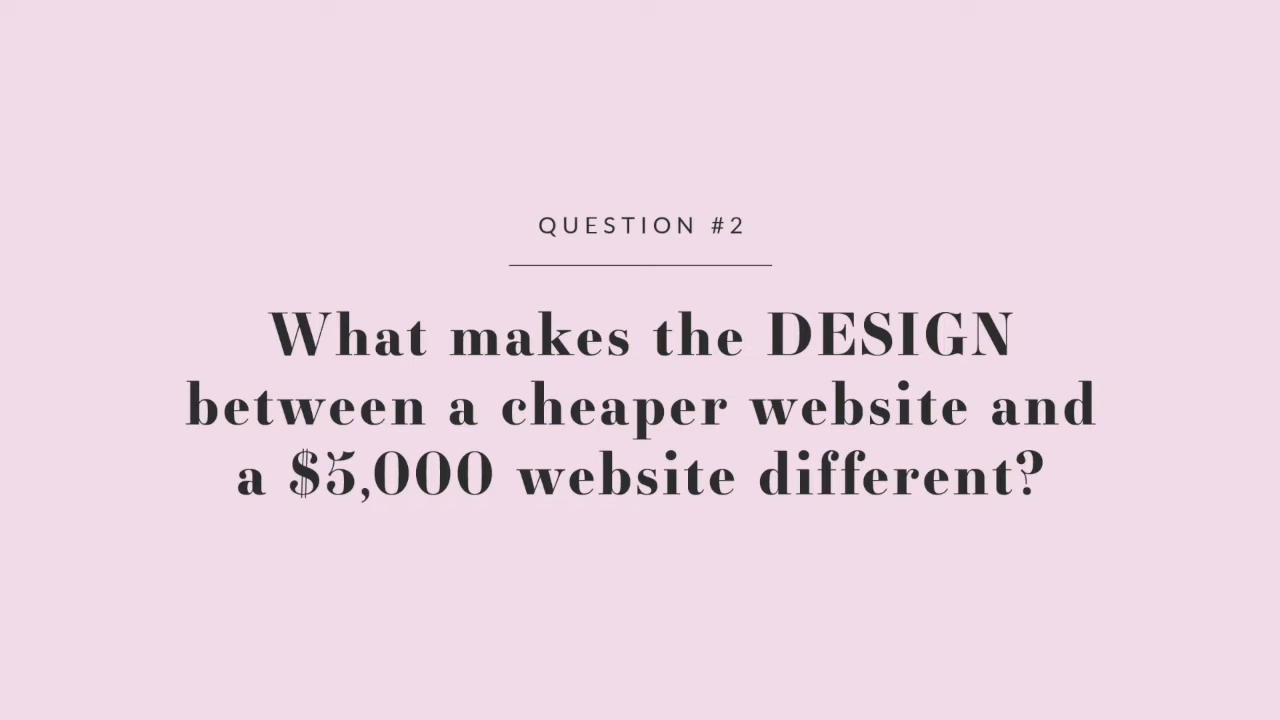 QUESTION #2
What makes the DESIGN
between a cheaper website and
a $5,000 website different?